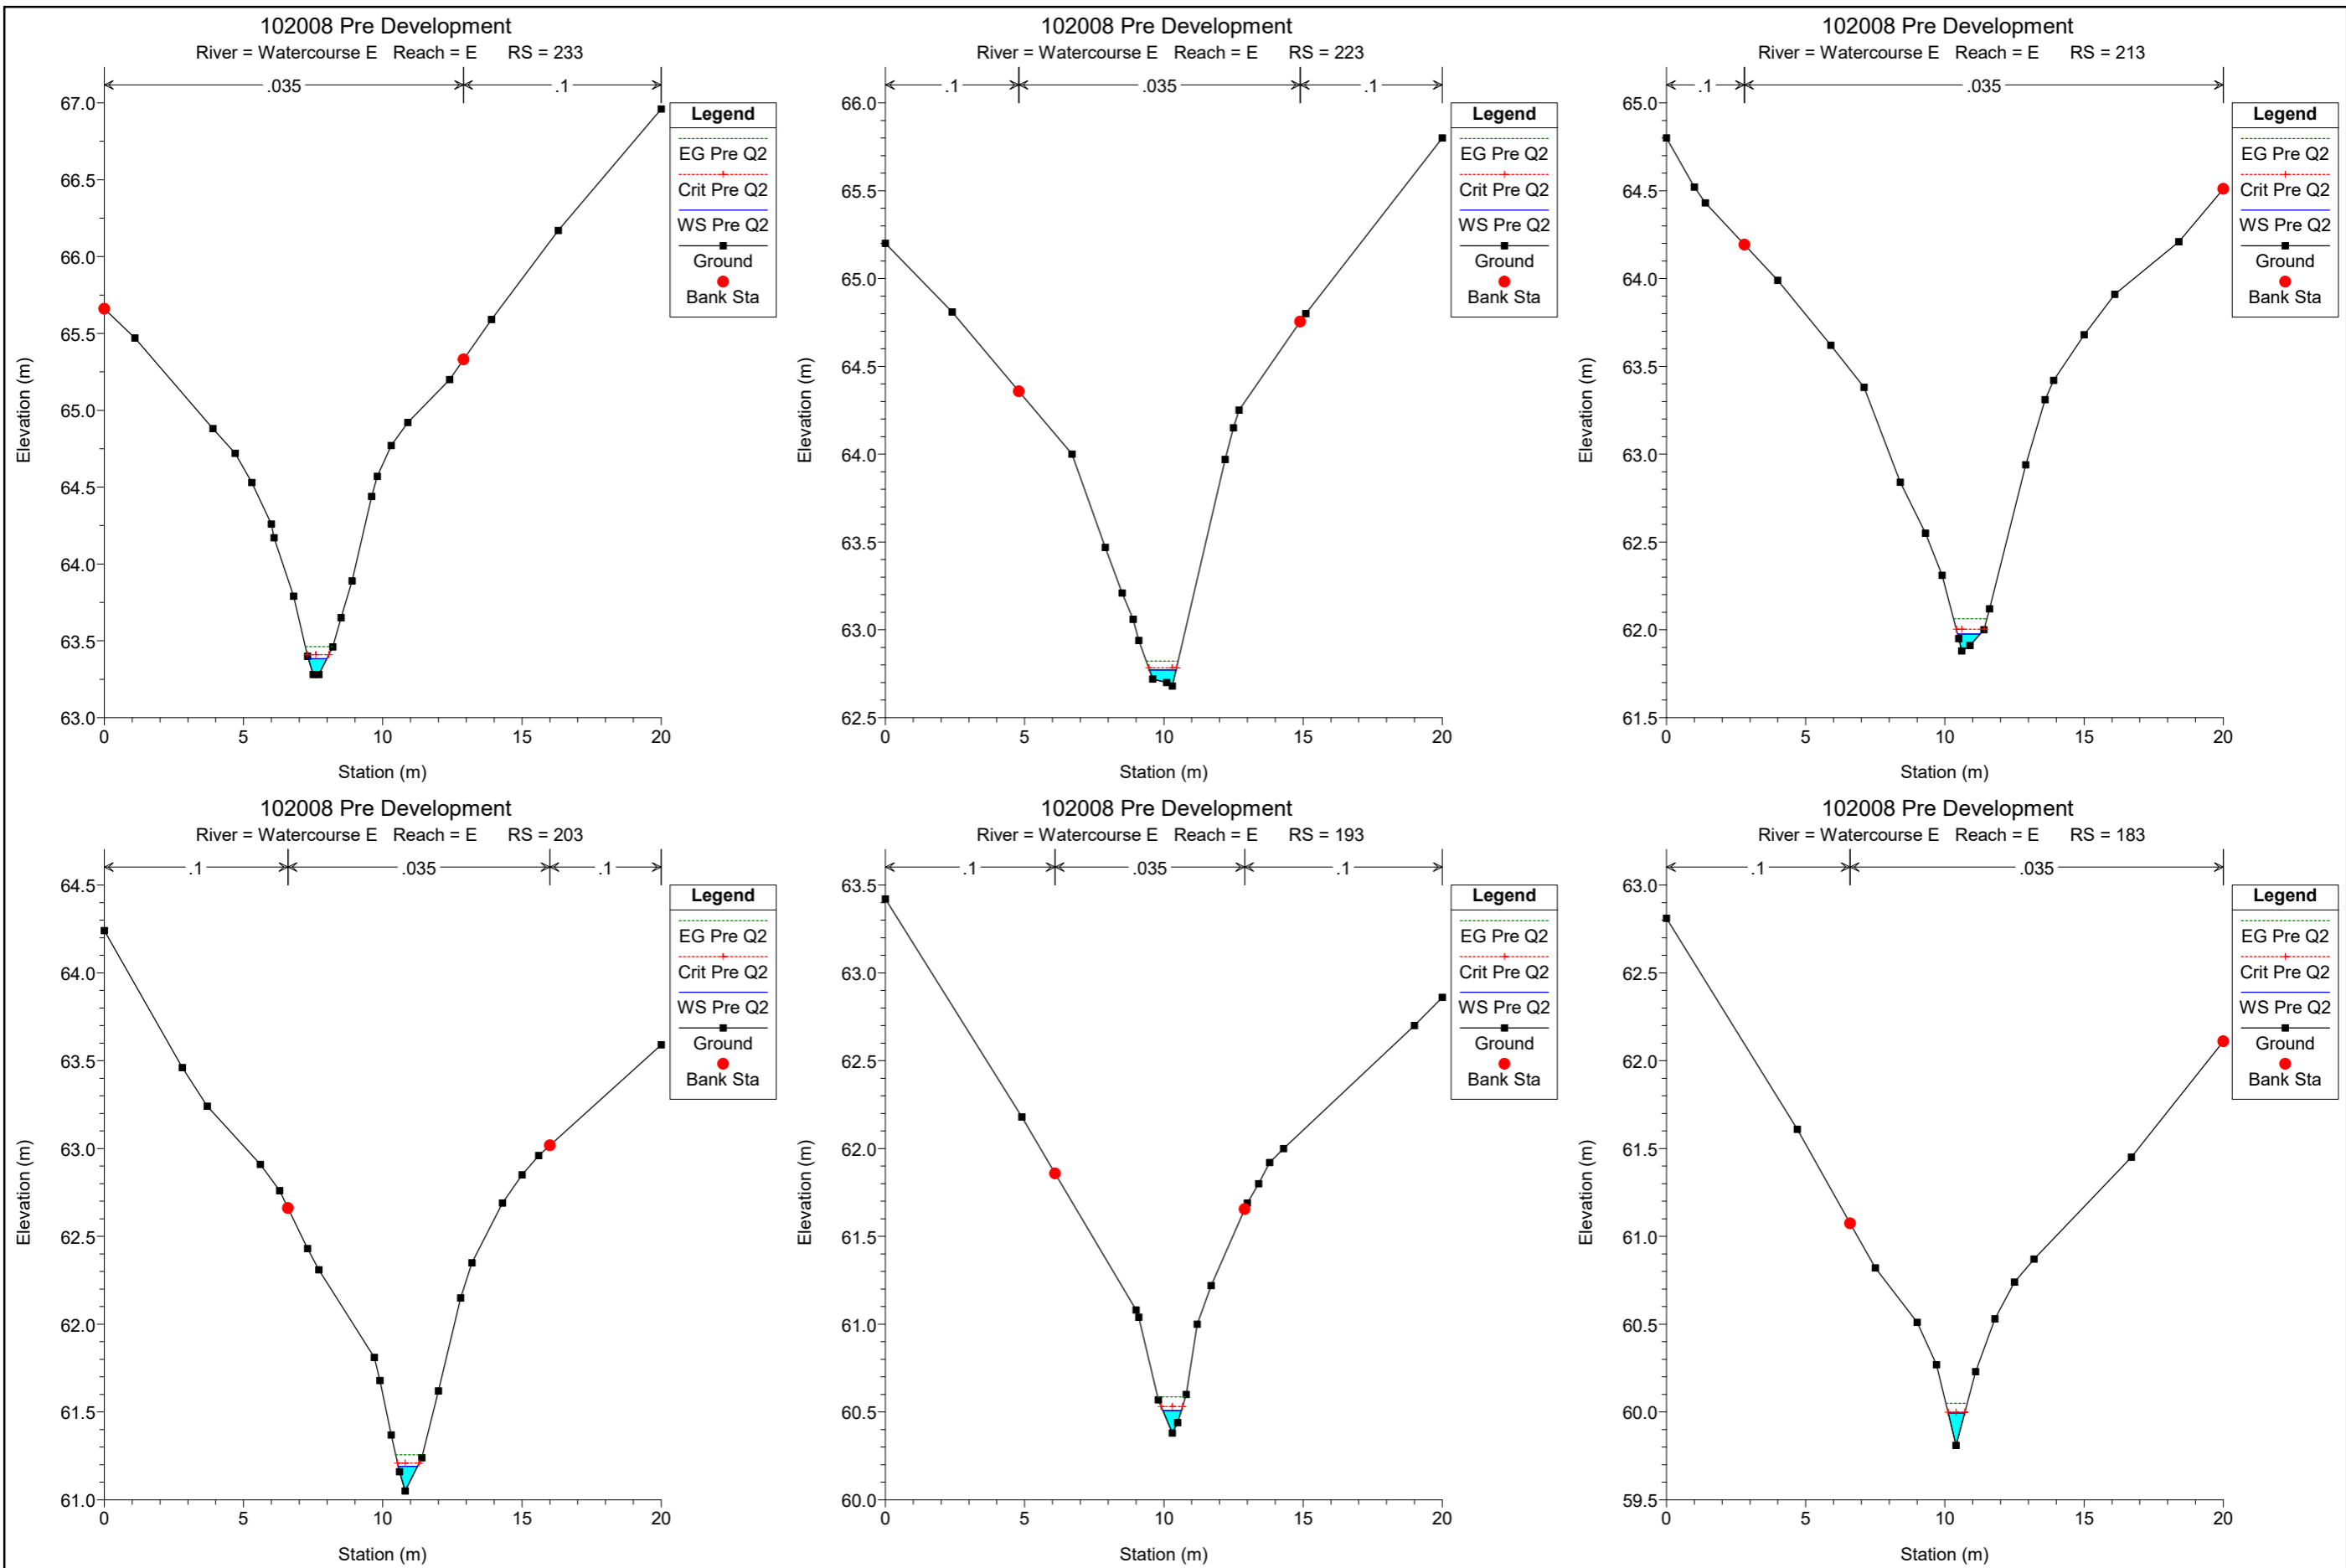 102008 Pre Development
River = Watercourse E Reach = E RS = 233
.035 .1
67.0
66.5
66.0
65.5
65.0
64.5
64.0
63.5
63.0
Elevation (m)
0 5 10 15 20
Station (m)
Legend
EG Pre Q2
Crit Pre Q2
WS Pre Q2
Ground
Bank Sta
102008 Pre Development
River = Watercourse E Reach = E RS = 223
.1 .035 .1
66.0
65.5
65.0
64.5
64.0
63.5
63.0
62.5
Elevation (m)
0 5 10 15 20
Station (m)
Legend
EG Pre Q2
Crit Pre Q2
WS Pre Q2
Ground
Bank Sta
102008 Pre Development
River = Watercourse E Reach = E RS = 213
.1 .035
65.0
64.5
64.0
63.5
63.0
62.5
62.0
61.5
Elevation (m)
0 5 10 15 20
Station (m)
Legend
EG Pre Q2
Crit Pre Q2
WS Pre Q2
Ground
Bank Sta
102008 Pre Development
River = Watercourse E Reach = E RS = 203
.1 .035 .1
64.5
64.0
63.5
63.0
62.5
62.0
61.5
61.0
Elevation (m)
0 5 10 15 20
Station (m)
Legend
EG Pre Q2
Crit Pre Q2
WS Pre Q2
Ground
Bank Sta
102008 Pre Development
River = Watercourse E Reach = E RS = 193
.1 .035 .1
63.5
63.0
62.5
62.0
61.5
61.0
60.5
60.0
Elevation (m)
0 5 10 15 20
Station (m)
Legend
EG Pre Q2
Crit Pre Q2
WS Pre Q2
Ground
Bank Sta
102008 Pre Development
River = Watercourse E Reach = E RS = 183
.1 .035
63.0
62.5
62.0
61.5
61.0
60.5
60.0
59.5
Elevation (m)
0 5 10 15 20
Station (m)
Legend
EG Pre Q2
Crit Pre Q2
WS Pre Q2
Ground
Bank Sta